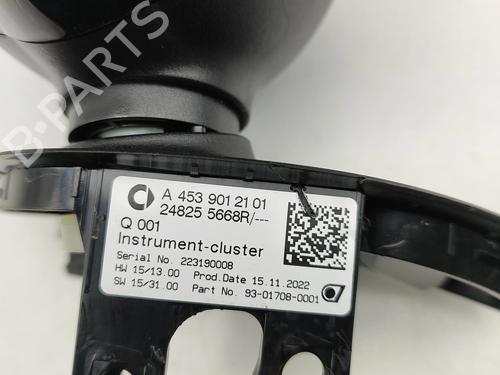 B-PARTS
A 453 901 21 01
24825 5668R/---
Q 001
Instrument-cluster
Serial No. 223190008
HW 15/13.00 Prod.Date 15.11.2022
SW 15/31.00 Part No. 93-01708-0001